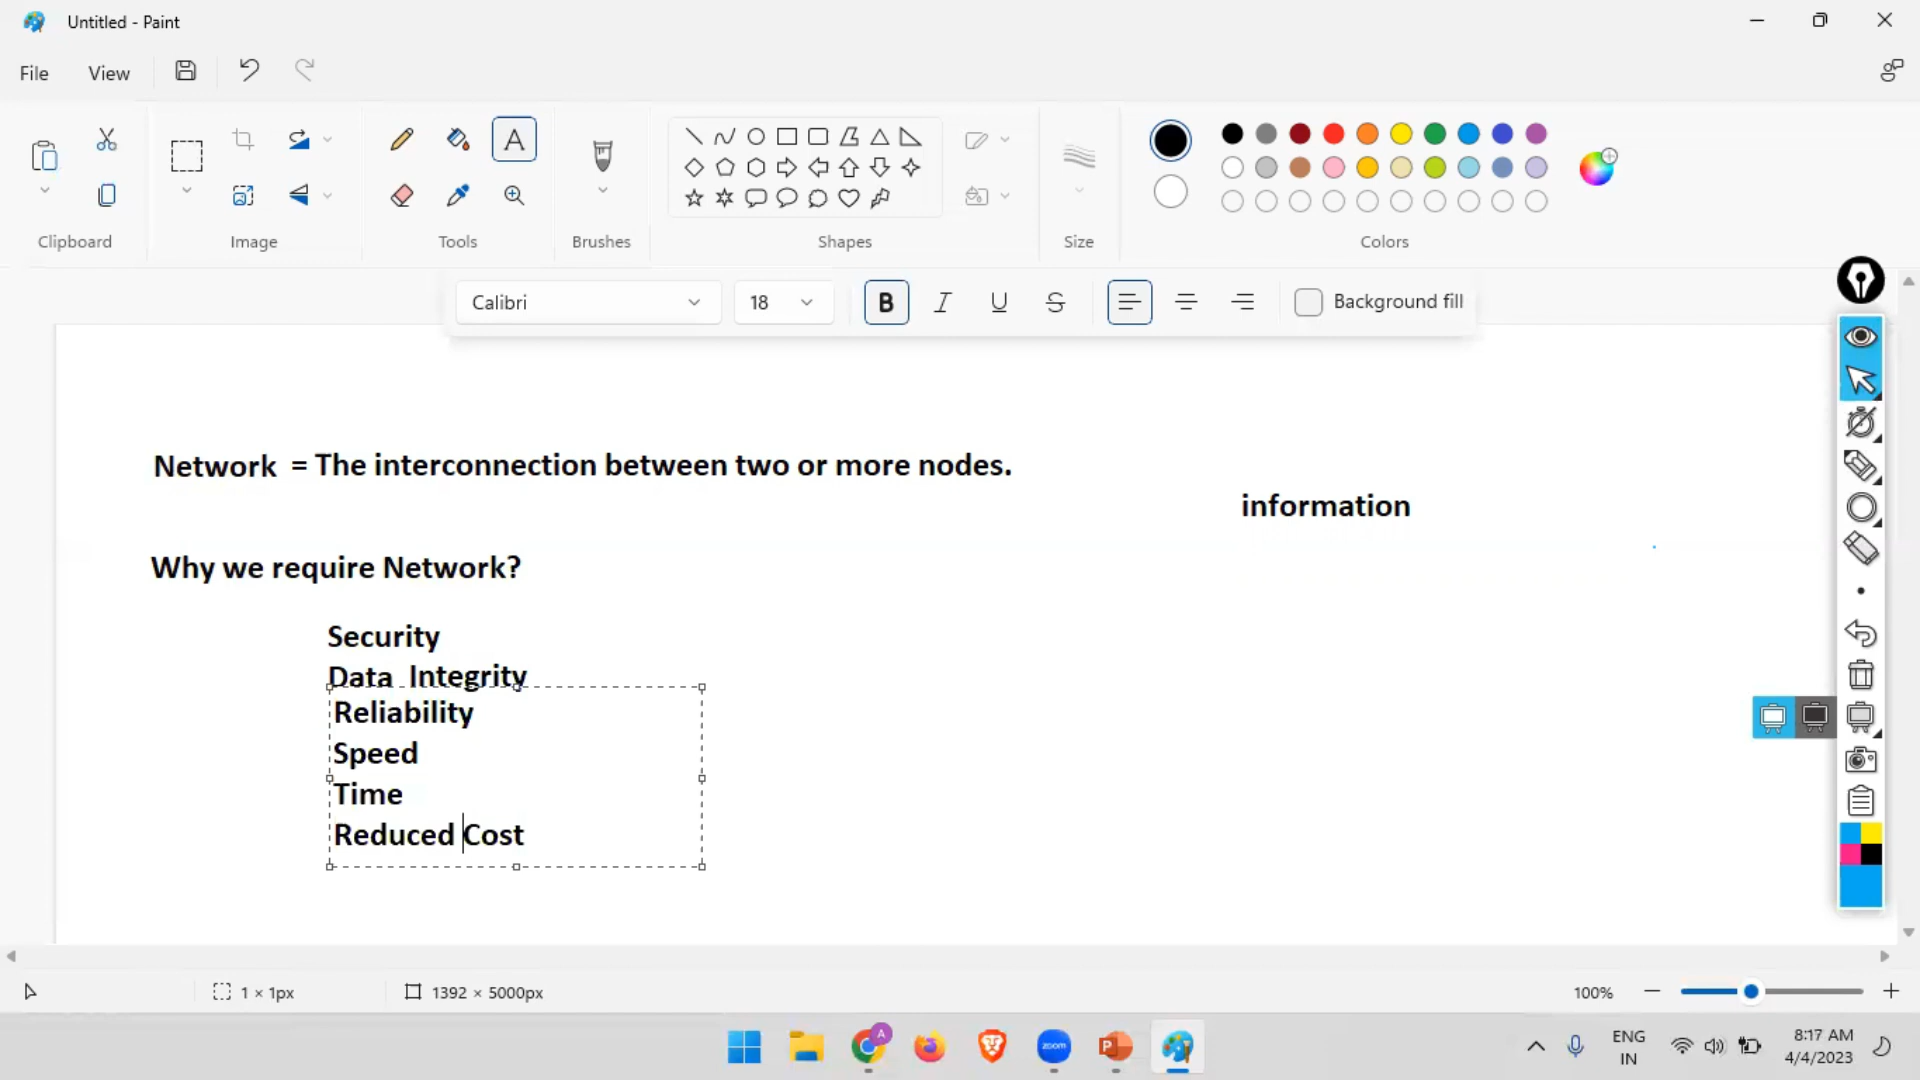 Untitled - Paint
File View
Clipboard Image Tools Brushes Shapes Size Colors
Calibri 18 B I U S Background fill
Network = The interconnection between two or more nodes.
information
Why we require Network?
Security
Data Integrity
Reliability
Speed
Time
Reduced Cost
1 × 1px 1392 × 5000px 100%
A zoom P ENG
IN
8:17 AM
4/4/2023